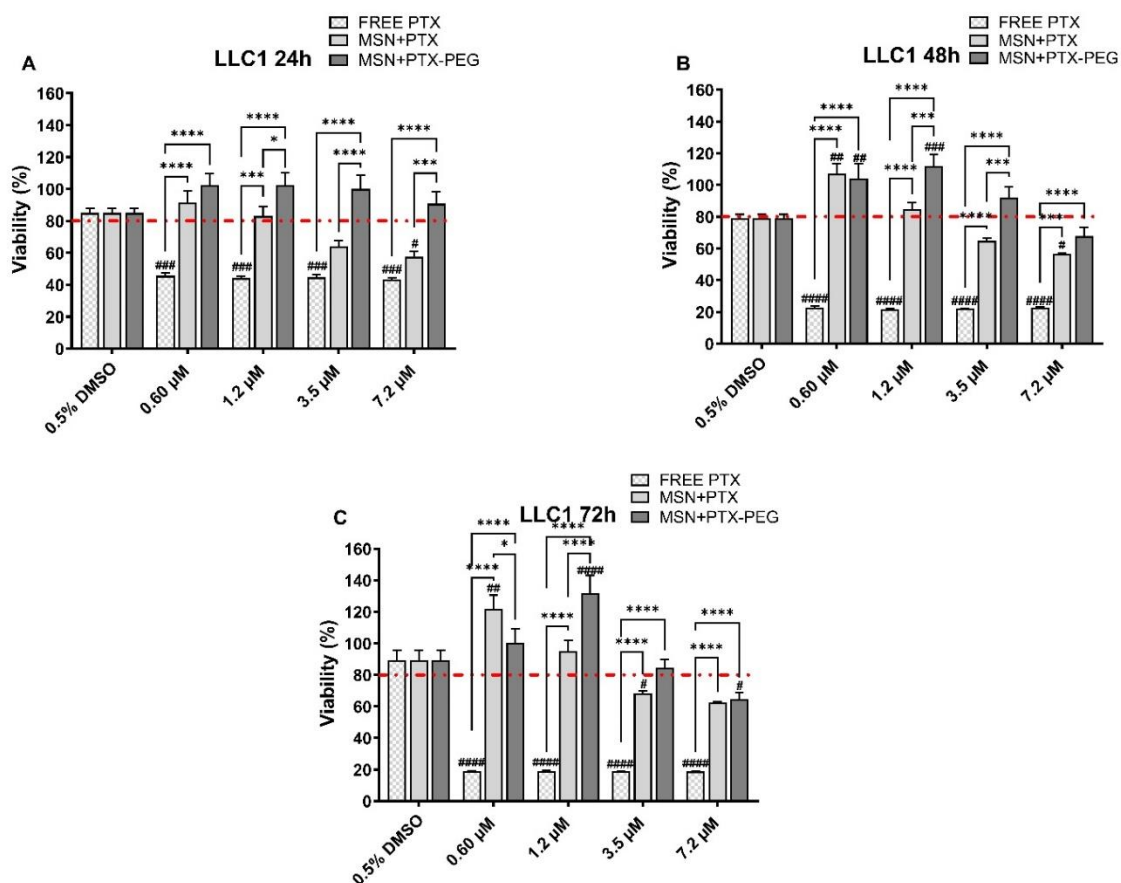 FREE PTX
MSN+PTX
MSN+PTX-PEG
A
LLC1 24h
Viability (%)
160
140
120
100
80
60
40
20
0
**** **** **** ****
**** *** * **** ***
### ### ### ### #
0.5% DMSO
0.60 µM
1.2 µM
3.5 µM
7.2 µM
FREE PTX
MSN+PTX
MSN+PTX-PEG
B
LLC1 48h
Viability (%)
160
140
120
100
80
60
40
20
0
**** **** **** ****
**** **** *** **** *** ***
## ## ### #
#### #### #### ####
0.5% DMSO
0.60 µM
1.2 µM
3.5 µM
7.2 µM
FREE PTX
MSN+PTX
MSN+PTX-PEG
C
LLC1 72h
Viability (%)
160
140
120
100
80
60
40
20
0
**** **** **** ****
**** * **** **** **** ****
## #### # #
#### #### #### ####
0.5% DMSO
0.60 µM
1.2 µM
3.5 µM
7.2 µM